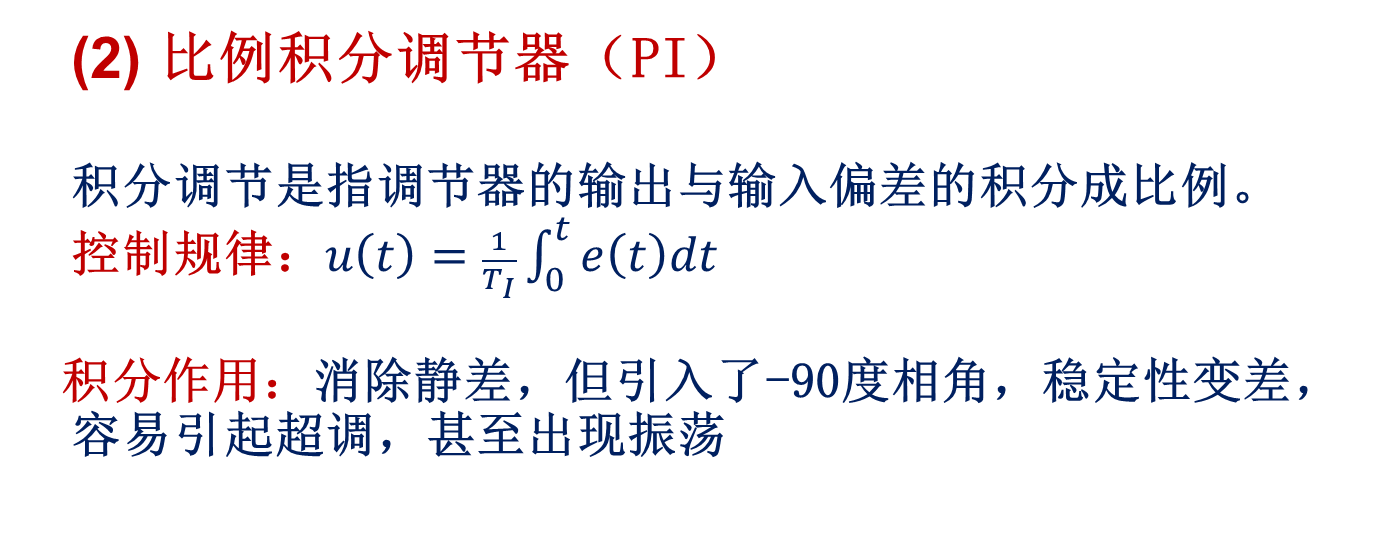 (2) 比例积分调节器（PI）
积分调节是指调节器的输出与输入偏差的积分成比例。
控制规律：u(t) = 1/T_I ∫_0^t e(t)dt
积分作用：消除静差，但引入了-90度相角，稳定性变差，
容易引起超调，甚至出现振荡